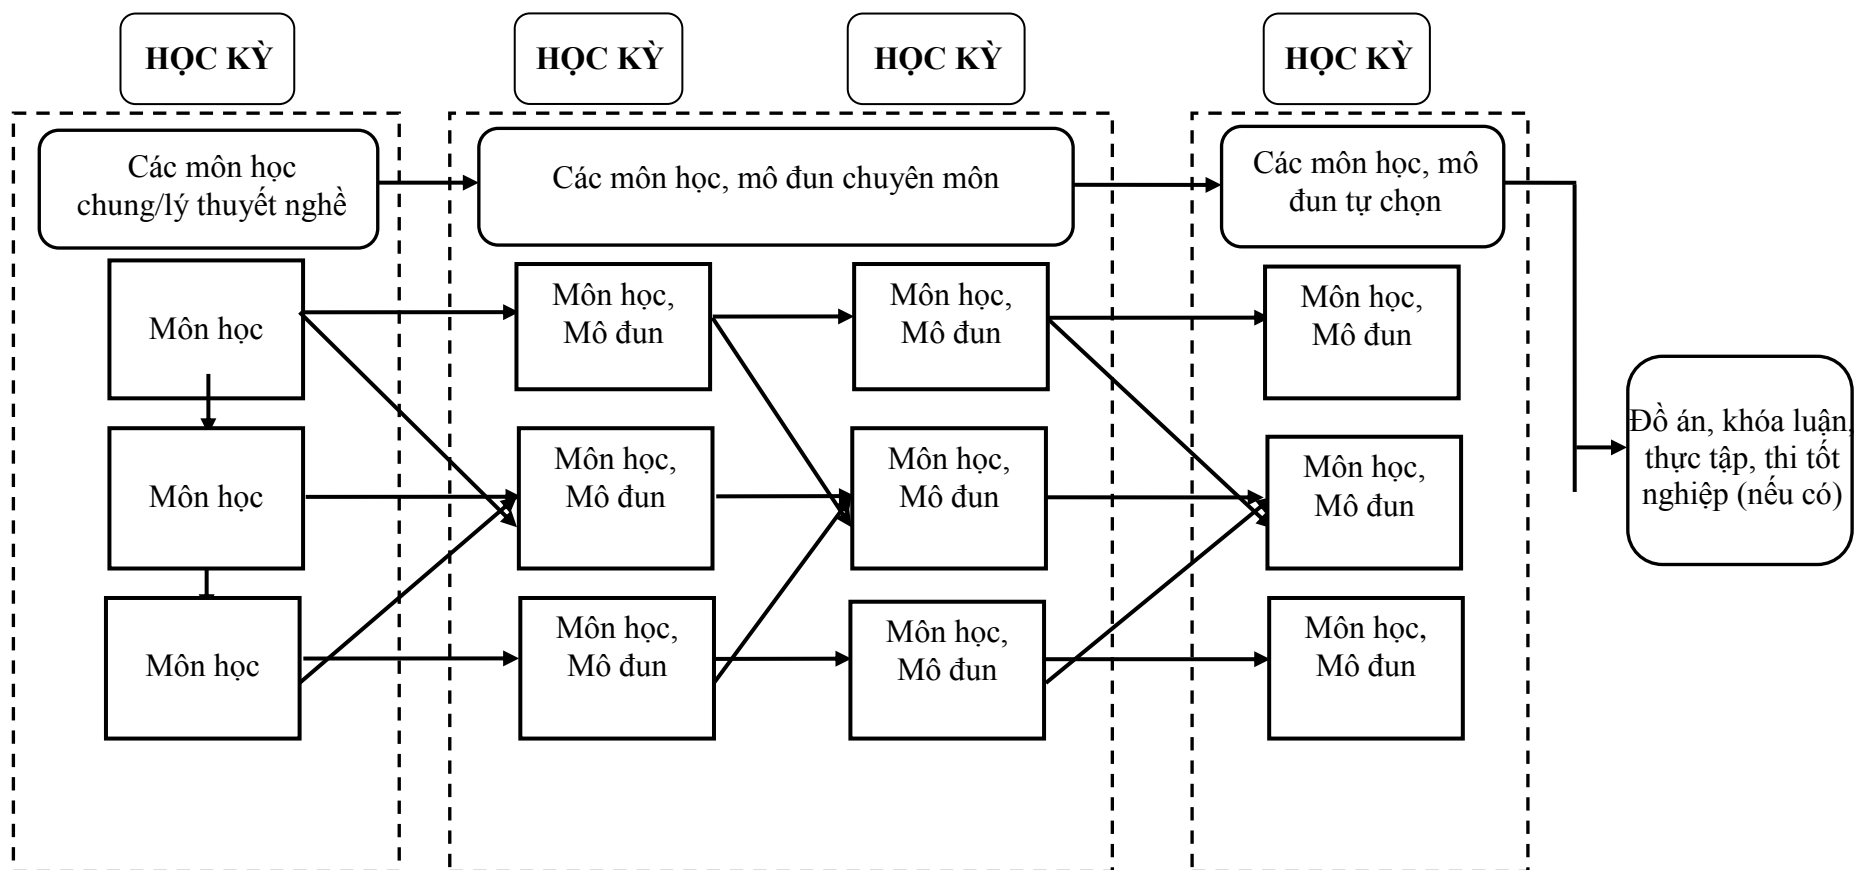 HỌC KỲ
HỌC KỲ
HỌC KỲ
HỌC KỲ
Các môn học
chung/lý thuyết nghề
Các môn học, mô đun chuyên môn
Các môn học, mô
đun tự chọn
Môn học
Môn học,
Mô đun
Môn học,
Mô đun
Môn học,
Mô đun
Môn học
Môn học,
Mô đun
Môn học,
Mô đun
Môn học,
Mô đun
Môn học
Môn học,
Mô đun
Môn học,
Mô đun
Môn học,
Mô đun
Đồ án, khóa luận,
thực tập, thi tốt
nghiệp (nếu có)